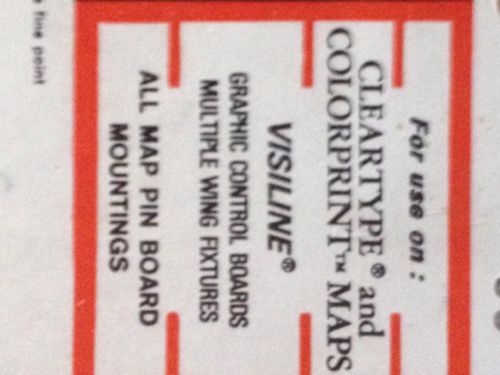 For use on :
CLEARTYPE® and
COLORPRINT™ MAPS
VISILINE®
GRAPHIC CONTROL BOARDS
MULTIPLE WING FIXTURES
ALL MAP PIN BOARD
MOUNTINGS
fine point